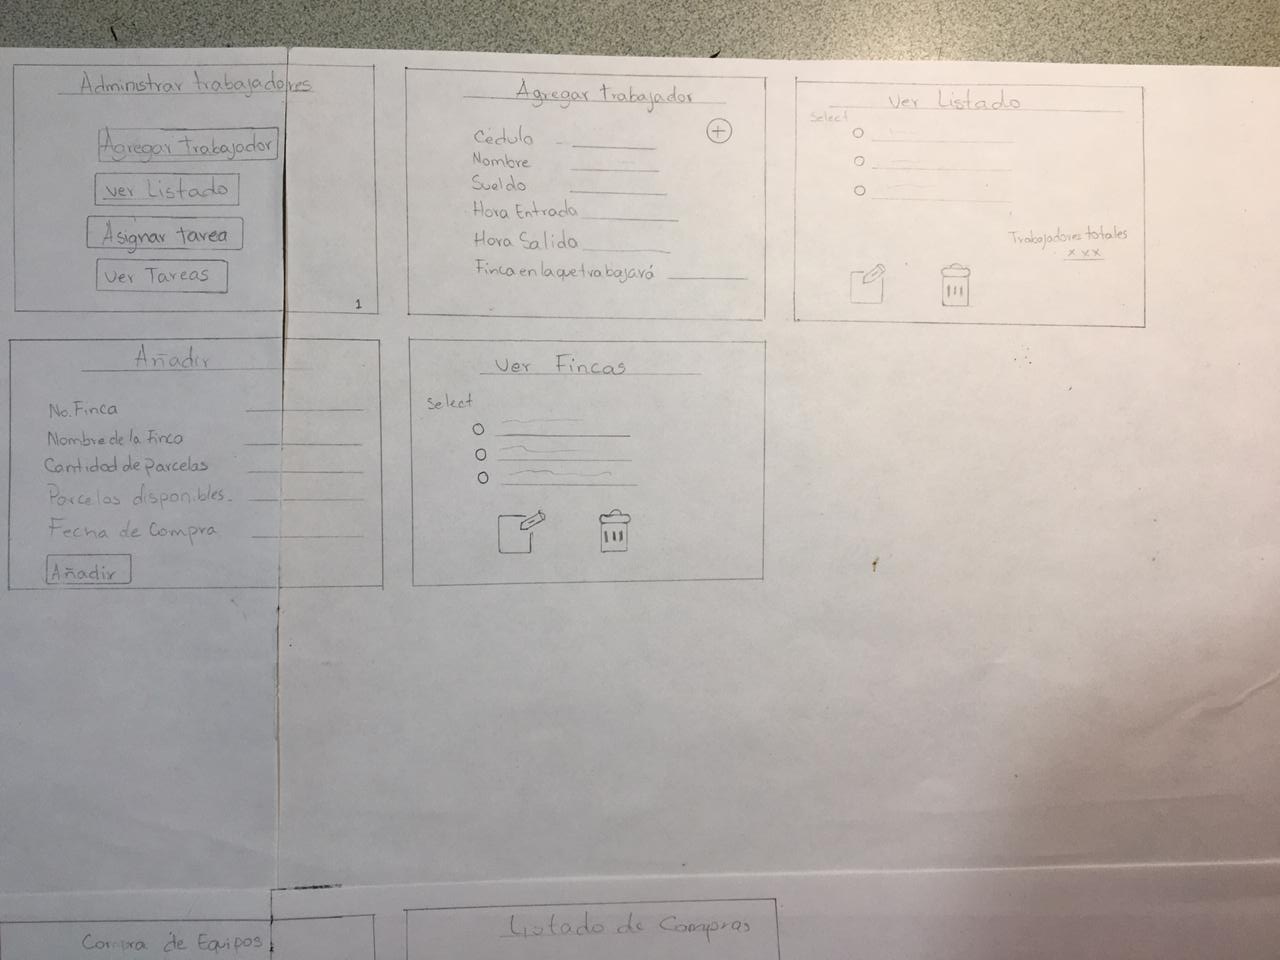 Administrar trabajadores
Agregar trabajador
ver Listado
Asignar tarea
ver Tareas
1
Agregar trabajador
Cédula
Nombre
Sueldo
Hora Entrada
Hora Salida
Finca en la que trabajará
ver Listado
Select
Trabajadores totales
xxx
Añadir
No. Finca
Nombre de la Finca
Cantidad de parcelas
Parcelas disponibles
Fecha de Compra
Añadir
Ver Fincas
Select
Compra de Equipos
Listado de Compras